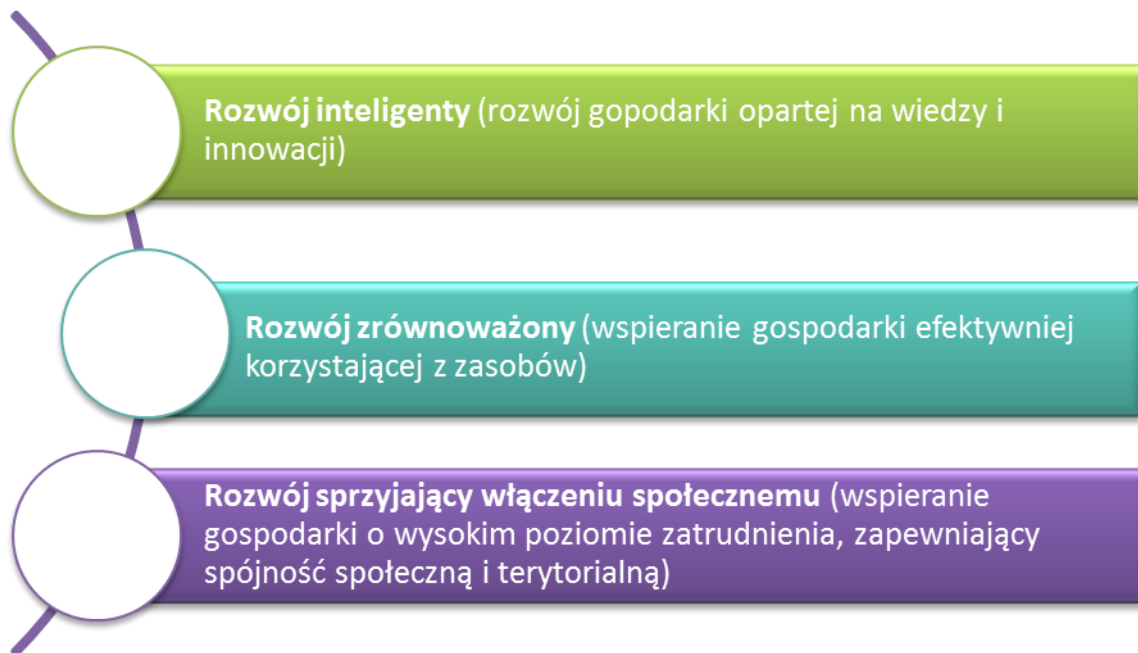 Rozwój inteligenty (rozwój gopodarki opartej na wiedzy i
innowacji)
Rozwój zrównoważony (wspieranie gospodarki efektywniej
korzystającej z zasobów)
Rozwój sprzyjający włączeniu społecznemu (wspieranie
gospodarki o wysokim poziomie zatrudnienia, zapewniający
spójność społeczną i terytorialną)